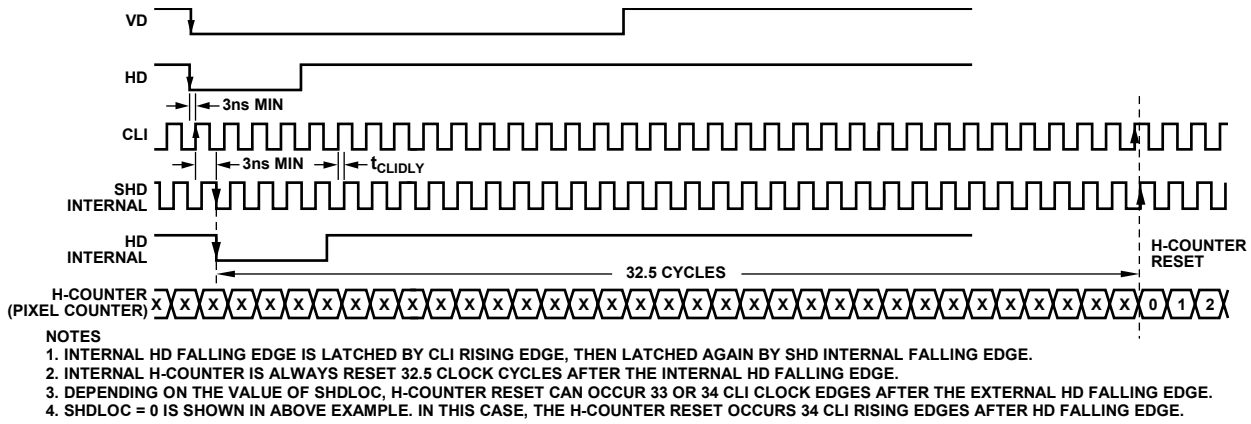 VD
HD
3ns MIN
CLI
3ns MIN
tCLIDLY
SHD
INTERNAL
HD
INTERNAL
H-COUNTER
RESET
32.5 CYCLES
H-COUNTER
(PIXEL COUNTER)
X X X X X X X X X X X X X X X X X X X X X X X X X X X X X X X X X X X 0 1 2
NOTES
1. INTERNAL HD FALLING EDGE IS LATCHED BY CLI RISING EDGE, THEN LATCHED AGAIN BY SHD INTERNAL FALLING EDGE.
2. INTERNAL H-COUNTER IS ALWAYS RESET 32.5 CLOCK CYCLES AFTER THE INTERNAL HD FALLING EDGE.
3. DEPENDING ON THE VALUE OF SHDLOC, H-COUNTER RESET CAN OCCUR 33 OR 34 CLI CLOCK EDGES AFTER THE EXTERNAL HD FALLING EDGE.
4. SHDLOC = 0 IS SHOWN IN ABOVE EXAMPLE. IN THIS CASE, THE H-COUNTER RESET OCCURS 34 CLI RISING EDGES AFTER HD FALLING EDGE.